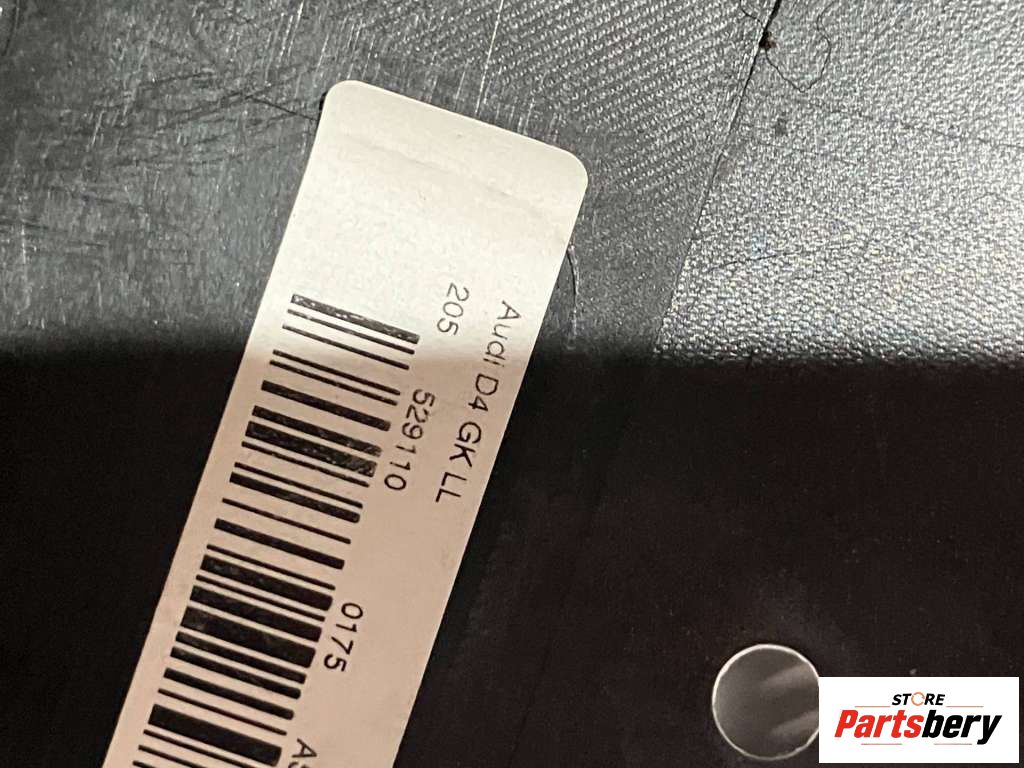 Audi D4 GK LL
205 529110 0175
STORE
Partsbery